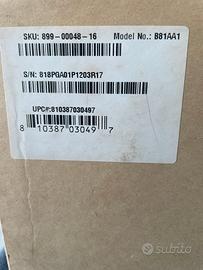 SKU: 899-00048-16 Model No.: B81AA1
S/N: 818PGA01P1203R17
UPC#:810387030497
8 10387 03049 7
subito